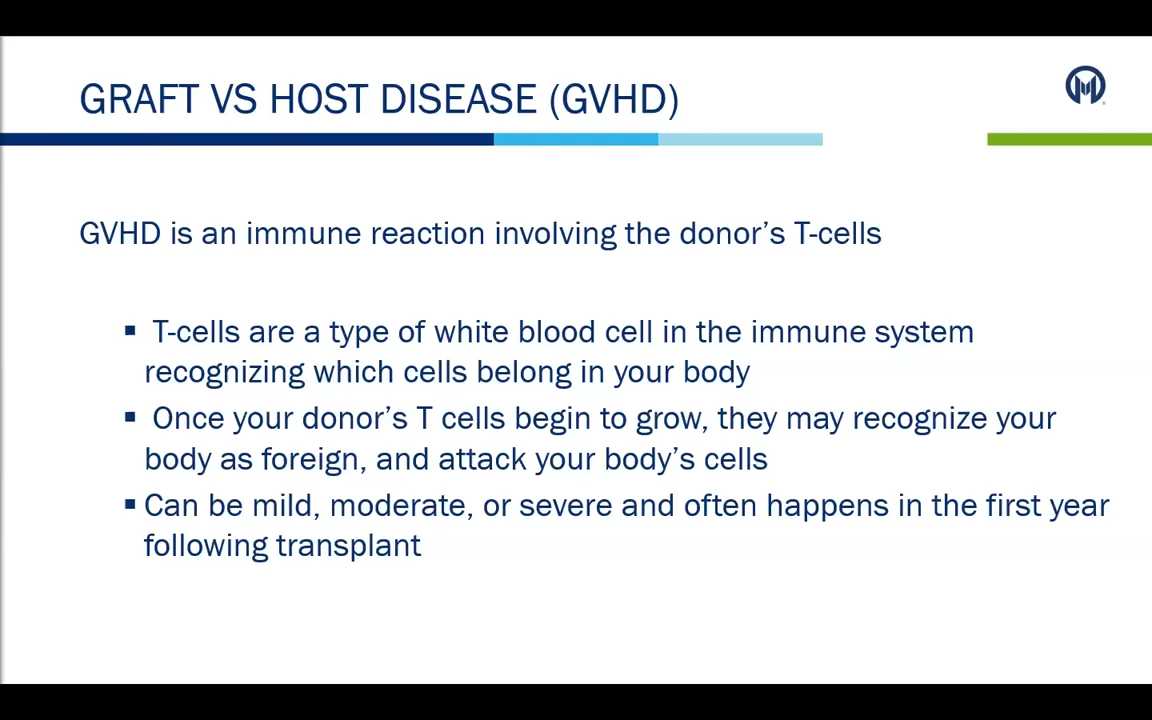 GRAFT VS HOST DISEASE (GVHD)
GVHD is an immune reaction involving the donor's T-cells
▪ T-cells are a type of white blood cell in the immune system
recognizing which cells belong in your body
▪ Once your donor's T cells begin to grow, they may recognize your
body as foreign, and attack your body's cells
▪ Can be mild, moderate, or severe and often happens in the first year
following transplant